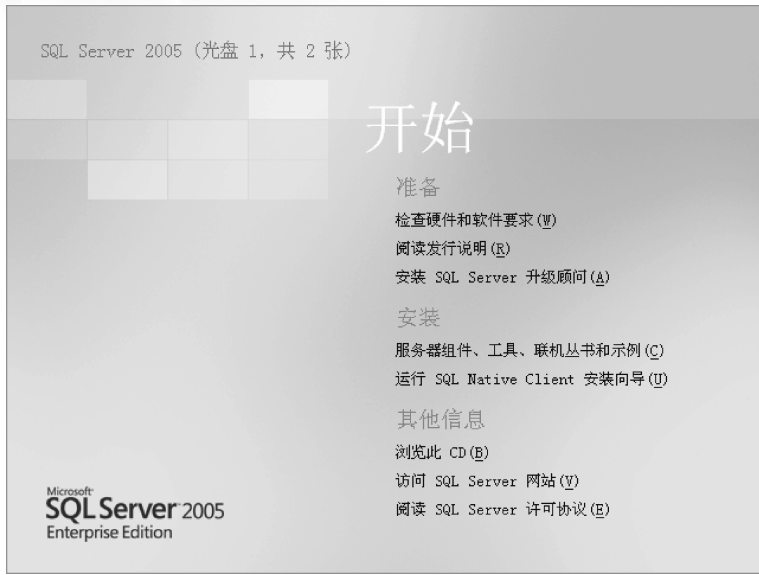 SQL Server 2005 (光盘 1, 共 2 张)
开始
准备
检查硬件和软件要求(W)
阅读发行说明(R)
安装 SQL Server 升级顾问(A)
安装
服务器组件、工具、联机丛书和示例(C)
运行 SQL Native Client 安装向导(U)
其他信息
浏览此 CD(B)
访问 SQL Server 网站(V)
阅读 SQL Server 许可协议(E)
Microsoft
SQL Server 2005
Enterprise Edition